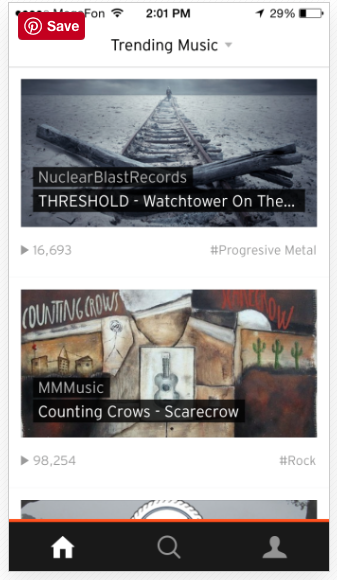 Save
2:01 PM
29%
Trending Music
NuclearBlastRecords
THRESHOLD - Watchtower On The...
16,693
#Progresive Metal
COUNTING CROWS
SCARECROW
MMMusic
Counting Crows - Scarecrow
98,254
#Rock